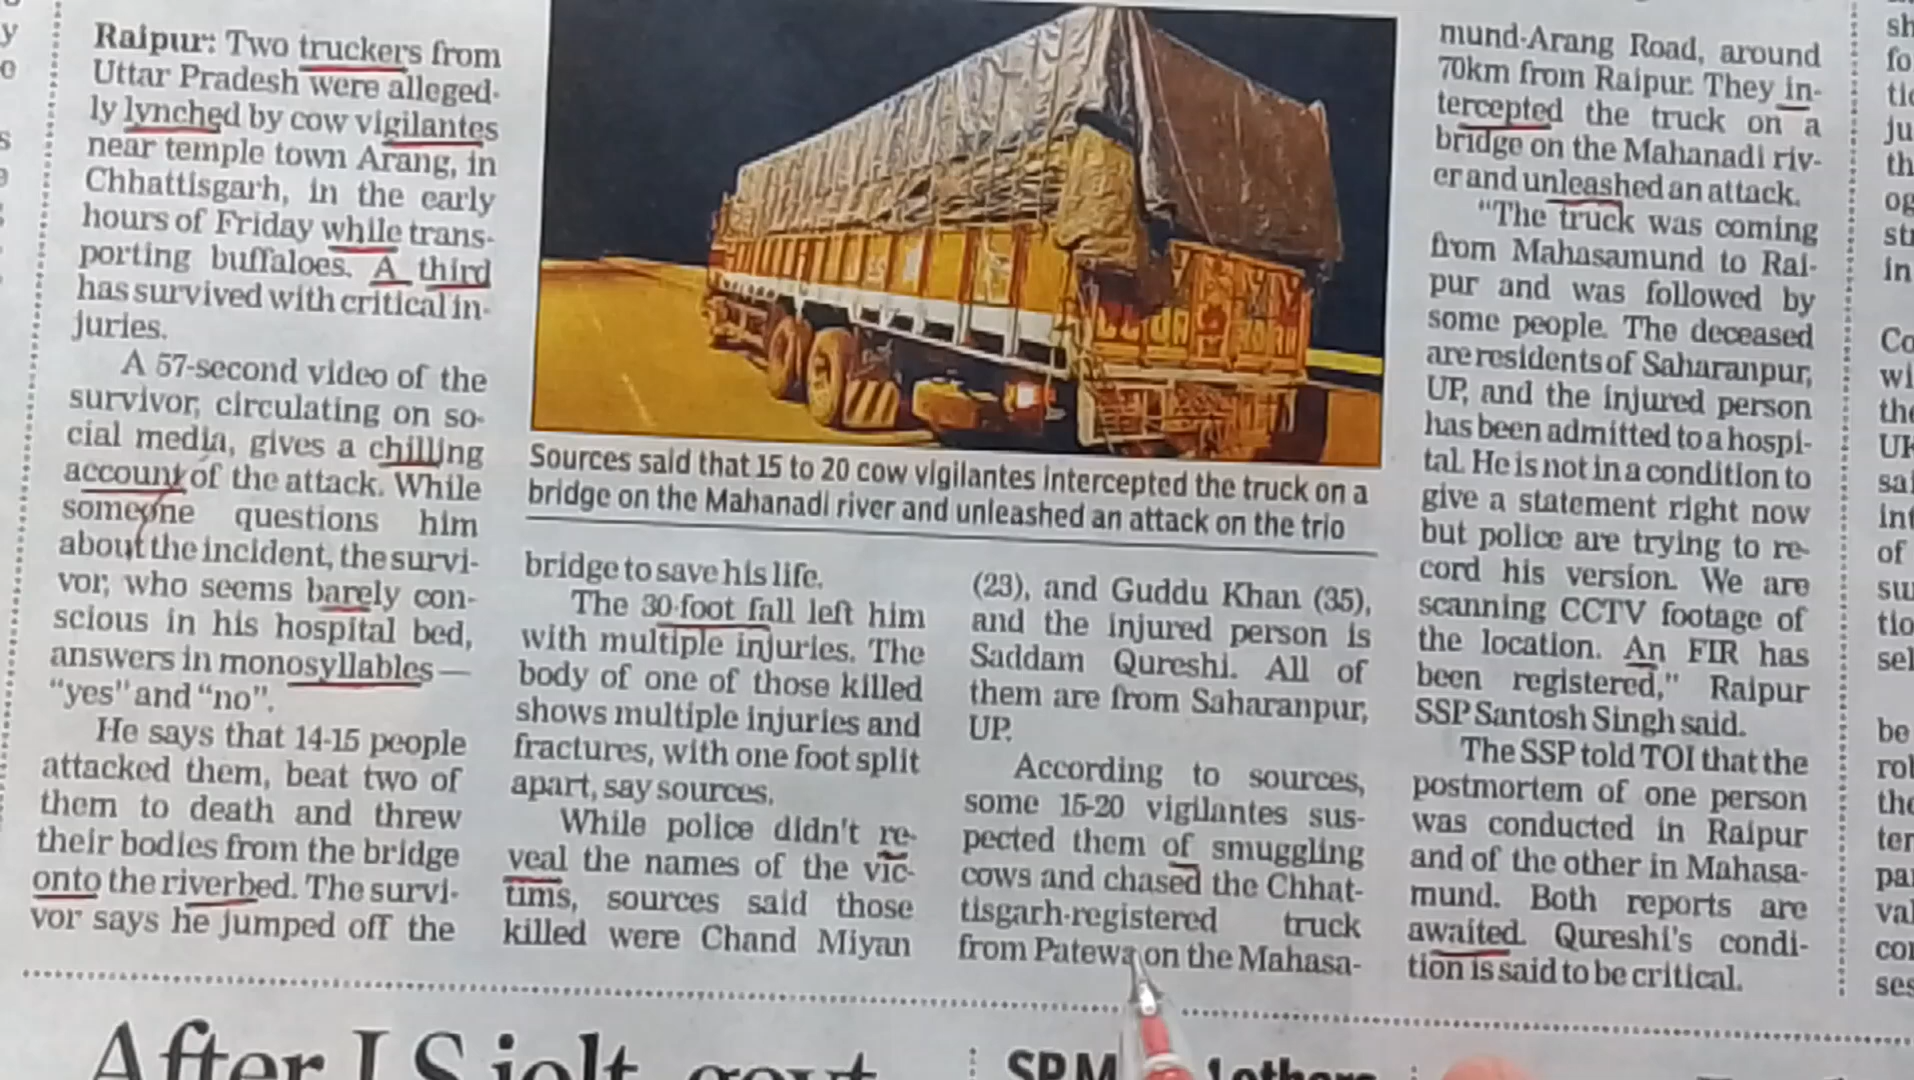 Raipur: Two truckers from
Uttar Pradesh were alleged-
ly lynched by cow vigilantes
near temple town Arang, in
Chhattisgarh, in the early
hours of Friday while trans-
porting buffaloes. A third
has survived with critical in-
juries.
A 57-second video of the
survivor, circulating on so-
cial media, gives a chilling
account of the attack. While
someone questions him
about the incident, the survi-
vor, who seems barely con-
scious in his hospital bed,
answers in monosyllables—
“yes” and “no”.
He says that 14-15 people
attacked them, beat two of
them to death and threw
their bodies from the bridge
onto the riverbed. The survi-
vor says he jumped off the
Sources said that 15 to 20 cow vigilantes intercepted the truck on a
bridge on the Mahanadi river and unleashed an attack on the trio
bridge to save his life.
The 30-foot fall left him
with multiple injuries. The
body of one of those killed
shows multiple injuries and
fractures, with one foot split
apart, say sources.
While police didn't re-
veal the names of the vic-
tims, sources said those
killed were Chand Miyan
(23), and Guddu Khan (35),
and the injured person is
Saddam Qureshi. All of
them are from Saharanpur,
UP.
According to sources,
some 15-20 vigilantes sus-
pected them of smuggling
cows and chased the Chhat-
tisgarh-registered truck
from Patewa on the Mahasa-
mund-Arang Road, around
70km from Raipur. They in-
tercepted the truck on a
bridge on the Mahanadi riv-
er and unleashed an attack.
“The truck was coming
from Mahasamund to Rai-
pur and was followed by
some people. The deceased
are residents of Saharanpur,
UP, and the injured person
has been admitted to a hospi-
tal. He is not in a condition to
give a statement right now
but police are trying to re-
cord his version. We are
scanning CCTV footage of
the location. An FIR has
been registered,” Raipur
SSP Santosh Singh said.
The SSP told TOI that the
postmortem of one person
was conducted in Raipur
and of the other in Mahasa-
mund. Both reports are
awaited. Qureshi's condi-
tion is said to be critical.
After LS jolt, govt